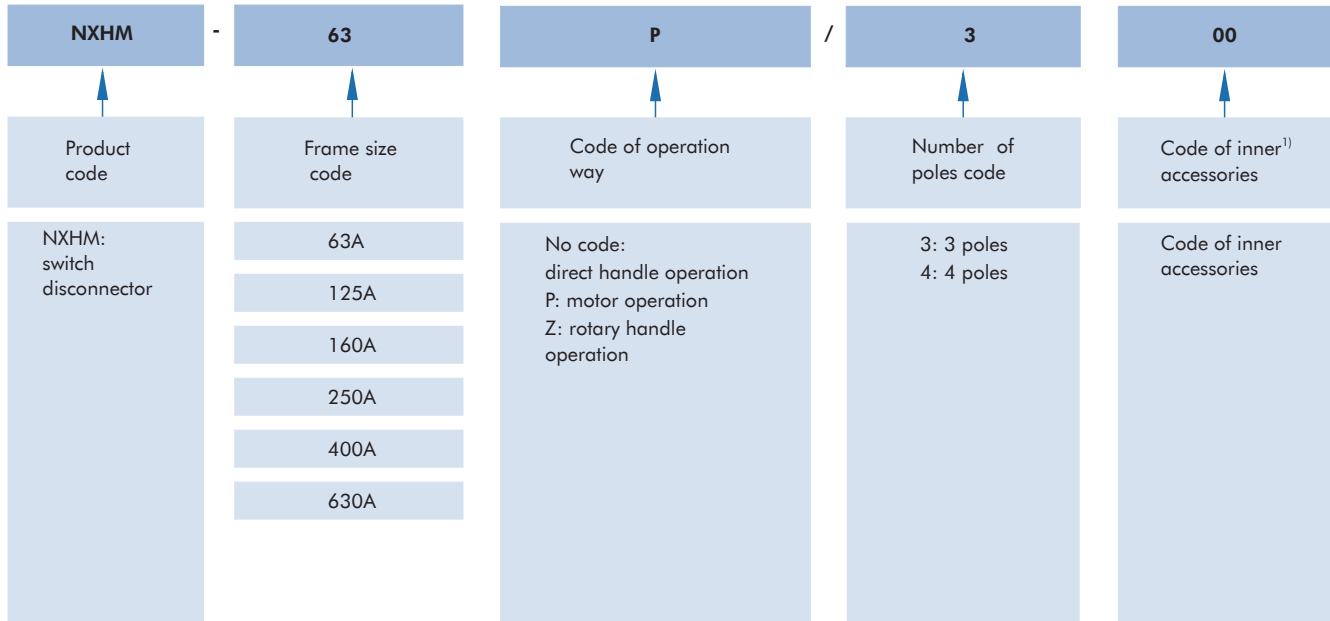 NXHM - 63 P / 3 00
Product
code
Frame size
code
Code of operation
way
Number of
poles code
Code of inner1)
accessories
NXHM:
switch
disconnector
63A
125A
160A
250A
400A
630A
No code:
direct handle operation
P: motor operation
Z: rotary handle
operation
3: 3 poles
4: 4 poles
Code of inner
accessories